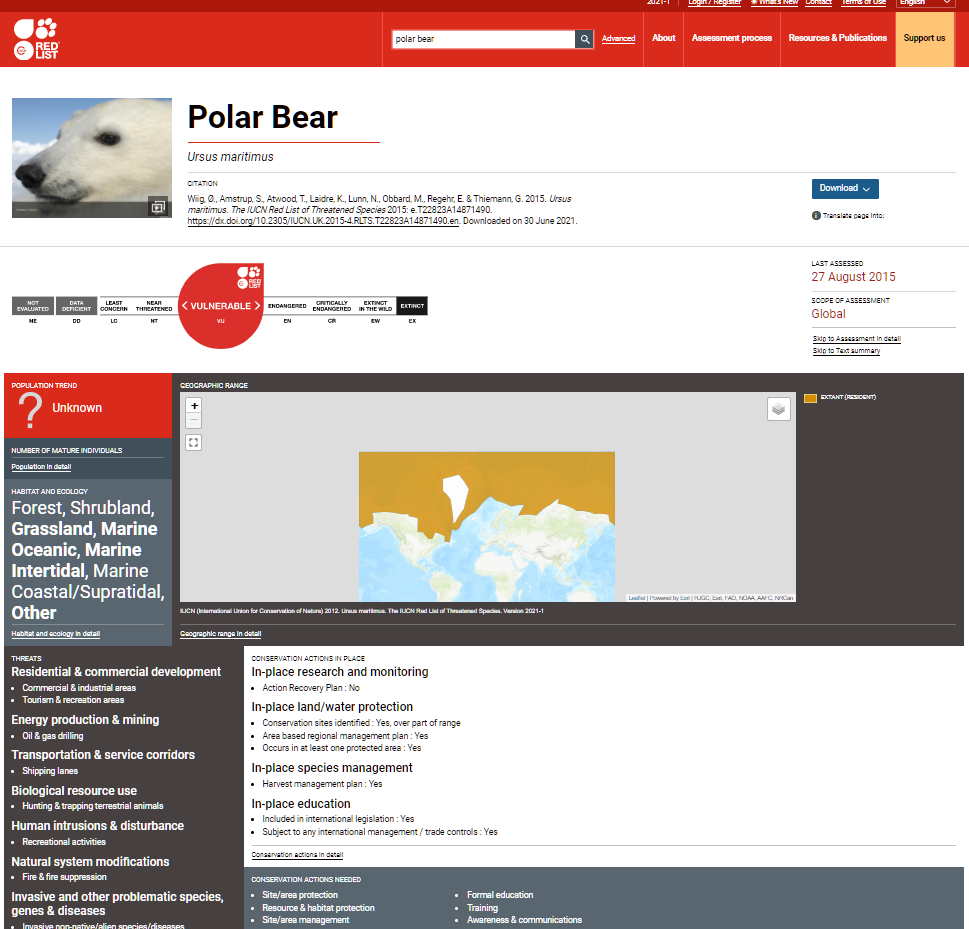 2021-1 Login / Register What's New Contact Terms of Use English
RED LIST
polar bear
Advanced
About
Assessment process
Resources & Publications
Support us
Polar Bear
Ursus maritimus
CITATION
Wiig, Ø., Amstrup, S., Atwood, T., Laidre, K., Lunn, N., Obbard, M., Regehr, E. & Thiemann, G. 2015. Ursus
maritimus. The IUCN Red List of Threatened Species 2015: e.T22823A14871490.
https://dx.doi.org/10.2305/IUCN.UK.2015-4.RLTS.T22823A14871490.en. Downloaded on 30 June 2021.
Download
Translate page into:
RED LIST
NOT EVALUATED
NE
DATA DEFICIENT
DD
LEAST CONCERN
LC
NEAR THREATENED
NT
< VULNERABLE >
VU
ENDANGERED
EN
CRITICALLY ENDANGERED
CR
EXTINCT IN THE WILD
EW
EXTINCT
EX
LAST ASSESSED
27 August 2015
SCOPE OF ASSESSMENT
Global
Skip to Assessment in detail
Skip to Text summary
POPULATION TREND
? Unknown
NUMBER OF MATURE INDIVIDUALS
Population in detail
HABITAT AND ECOLOGY
Forest, Shrubland,
Grassland, Marine
Oceanic, Marine
Intertidal, Marine
Coastal/Supratidal,
Other
Habitat and ecology in detail
GEOGRAPHIC RANGE
+
−
EXTANT (RESIDENT)
Leaflet | Powered by Esri | RJGC, Esri, FAO, NOAA, AAFC, NRCan
IUCN (International Union for Conservation of Nature) 2012. Ursus maritimus. The IUCN Red List of Threatened Species. Version 2021-1
Geographic range in detail
THREATS
Residential & commercial development
• Commercial & industrial areas
• Tourism & recreation areas
Energy production & mining
• Oil & gas drilling
Transportation & service corridors
• Shipping lanes
Biological resource use
• Hunting & trapping terrestrial animals
Human intrusions & disturbance
• Recreational activities
Natural system modifications
• Fire & fire suppression
Invasive and other problematic species,
genes & diseases
• Invasive non-native/alien species/diseases
CONSERVATION ACTIONS IN PLACE
In-place research and monitoring
• Action Recovery Plan : No
In-place land/water protection
• Conservation sites identified : Yes, over part of range
• Area based regional management plan : Yes
• Occurs in at least one protected area : Yes
In-place species management
• Harvest management plan : Yes
In-place education
• Included in international legislation : Yes
• Subject to any international management / trade controls : Yes
Conservation actions in detail
CONSERVATION ACTIONS NEEDED
• Site/area protection
• Resource & habitat protection
• Site/area management
• Formal education
• Training
• Awareness & communications